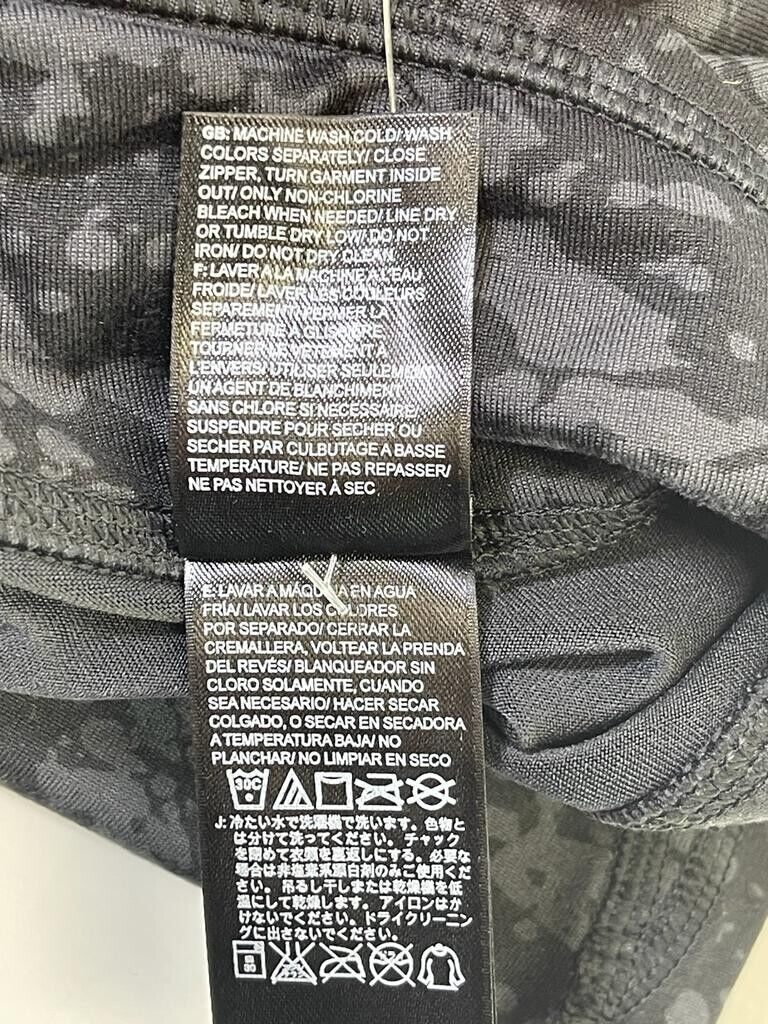 GB: MACHINE WASH COLD/ WASH
COLORS SEPARATELY/ CLOSE
ZIPPER, TURN GARMENT INSIDE
OUT/ ONLY NON-CHLORINE
BLEACH WHEN NEEDED/ LINE DRY
OR TUMBLE DRY LOW/ DO NOT
IRON/ DO NOT DRY CLEAN
F: LAVER A LA MACHINE A L'EAU
FROIDE/ LAVER LES COULEURS
SEPAREMENT/ FERMER LA
FERMETURE A GLISSIRE
TOURNER LE VETEMENT A
L'ENVERS/ UTILISER SEULEMENT
UN AGENT DE BLANCHIMENT
SANS CHLORE SI NECESSAIRE/
SUSPENDRE POUR SECHER OU
SECHER PAR CULBUTAGE A BASSE
TEMPERATURE/ NE PAS REPASSER/
NE PAS NETTOYER À SEC
E: LAVAR A MÁQUINA EN AGUA
FRÍA/ LAVAR LOS COLORES
POR SEPARADO/ CERRAR LA
CREMALLERA, VOLTEAR LA PRENDA
DEL REVÉS/ BLANQUEADOR SIN
CLORO SOLAMENTE, CUANDO
SEA NECESARIO/ HACER SECAR
COLGADO, O SECAR EN SECADORA
A TEMPERATURA BAJA/ NO
PLANCHAR/ NO LIMPIAR EN SECO
30C
J:冷たい水で洗濯機で洗います。色物と
は分けて洗ってください。チャック
を閉めて衣類を裏返しにする。必要な
場合は非塩素系漂白剤のみご使用くだ
さい。吊るし干しまたは乾燥機を低
温にして乾燥します。アイロンはか
けないでください。ドライクリーニン
グに出さないでください。
30